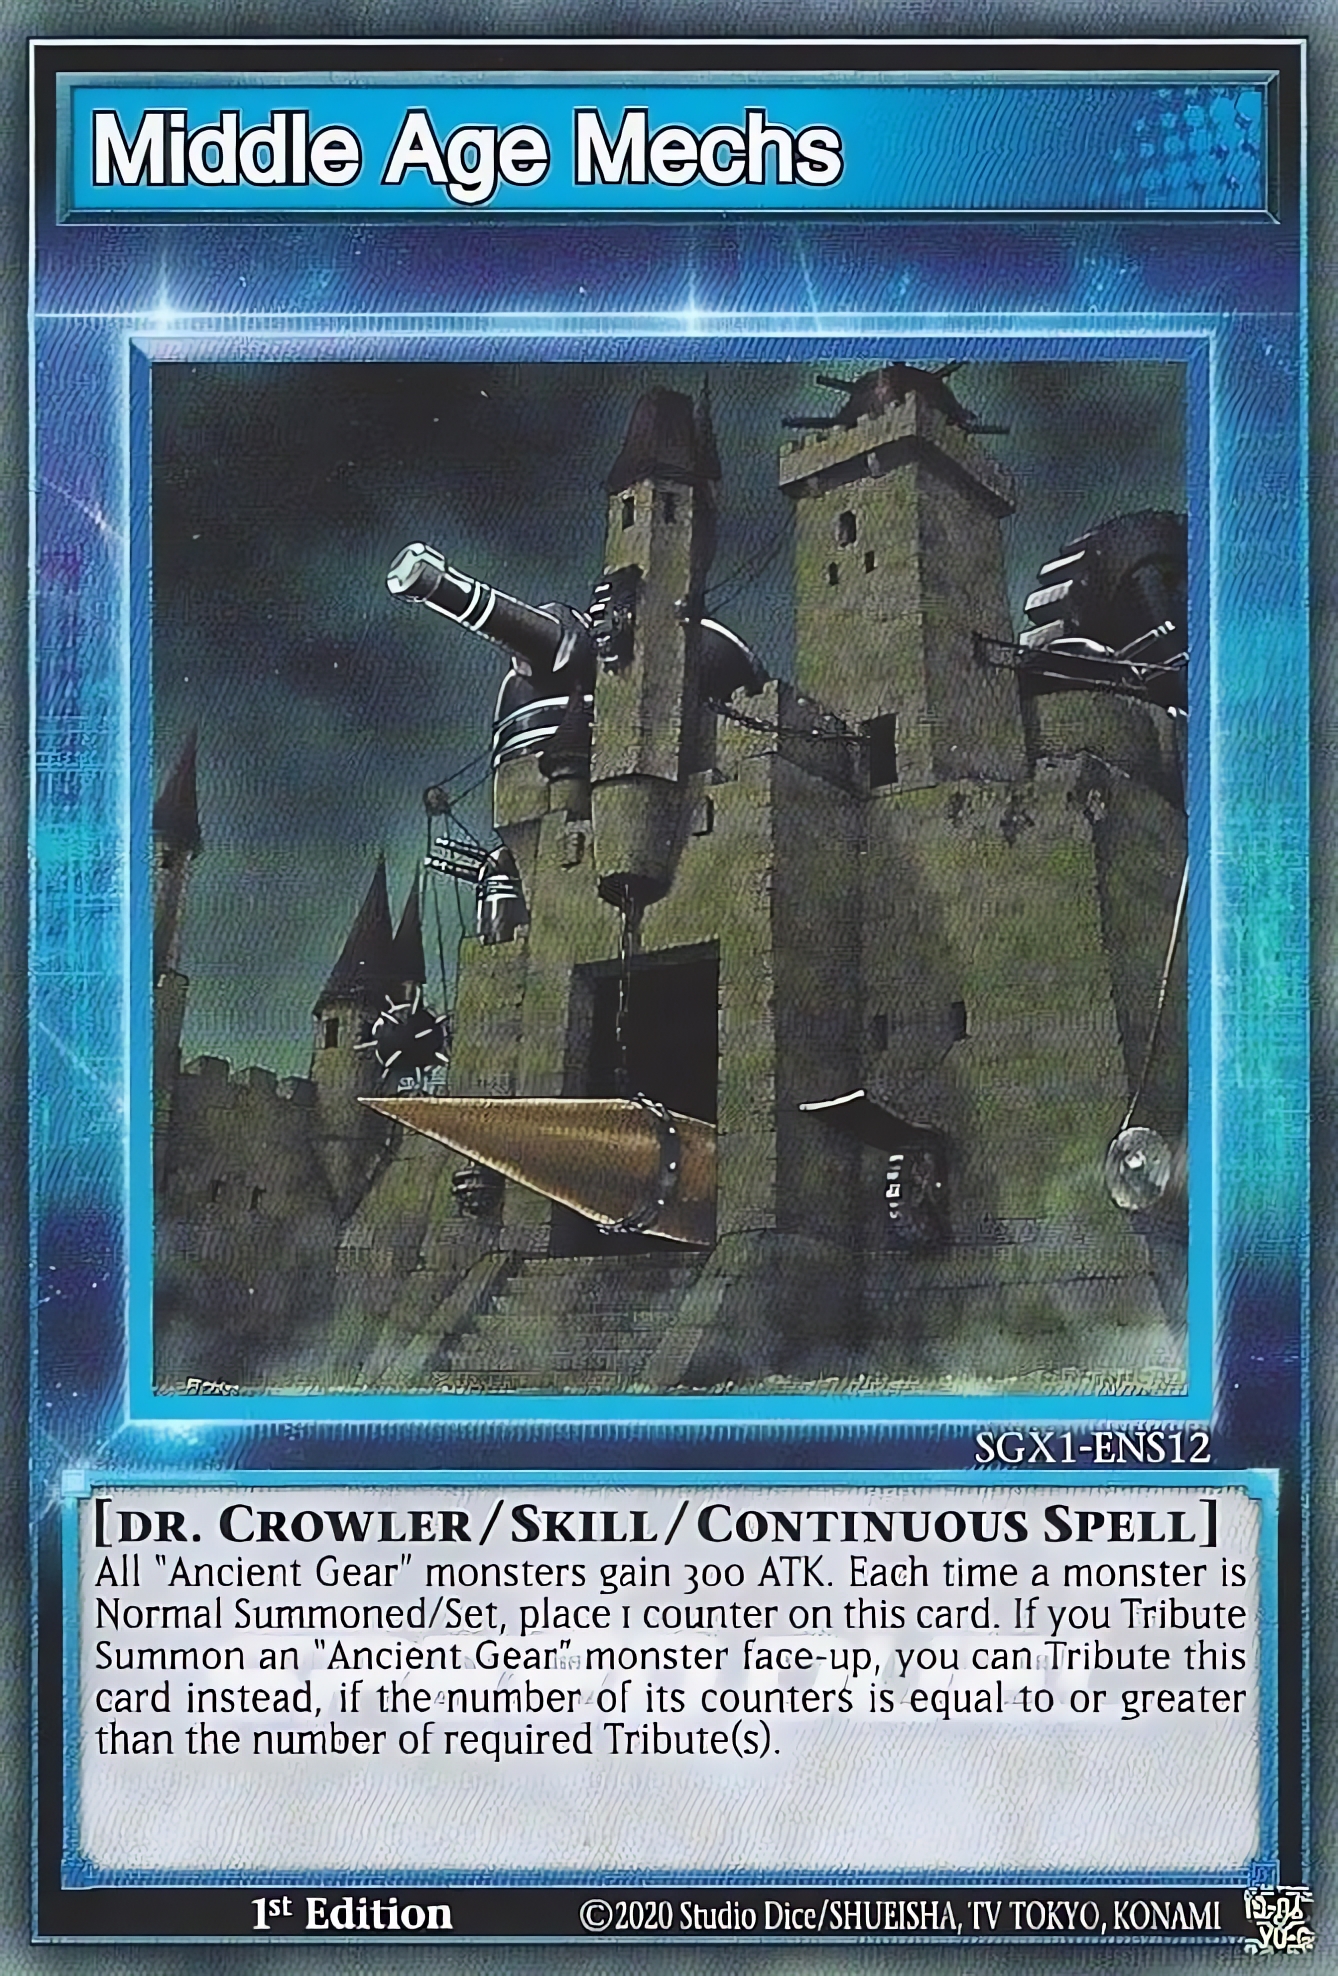 Middle Age Mechs
SGX1-ENS12
[DR. CROWLER/SKILL/CONTINUOUS SPELL]
All "Ancient Gear" monsters gain 300 ATK. Each time a monster is
Normal Summoned/Set, place 1 counter on this card. If you Tribute
Summon an "Ancient Gear" monster face-up, you can Tribute this
card instead, if the number of its counters is equal to or greater
than the number of required Tribute(s).
1st Edition
©2020 Studio Dice/SHUEISHA, TV TOKYO, KONAMI